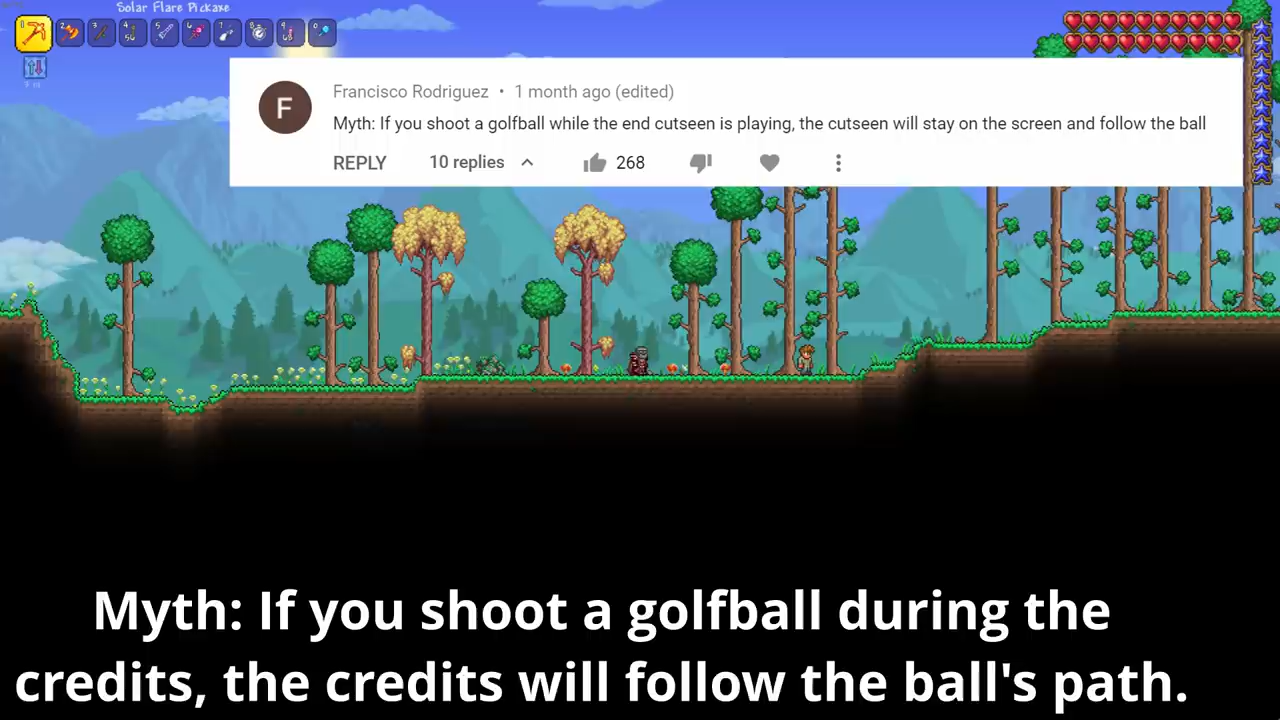 Solar Flare Pickaxe
F
Francisco Rodriguez • 1 month ago (edited)
Myth: If you shoot a golfball while the end cutseen is playing, the cutseen will stay on the screen and follow the ball
REPLY 10 replies 268
Myth: If you shoot a golfball during the
credits, the credits will follow the ball's path.